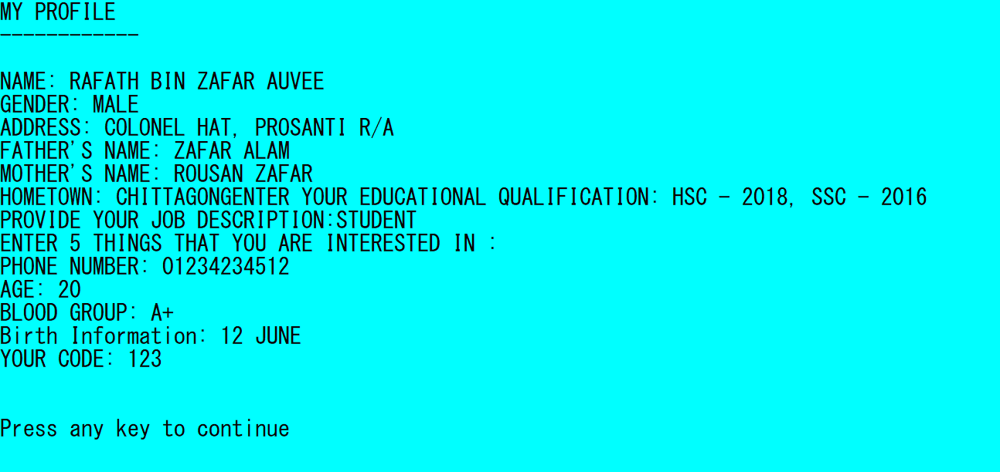 MY PROFILE
------------
NAME: RAFATH BIN ZAFAR AUVEE
GENDER: MALE
ADDRESS: COLONEL HAT, PROSANTI R/A
FATHER'S NAME: ZAFAR ALAM
MOTHER'S NAME: ROUSAN ZAFAR
HOMETOWN: CHITTAGONGENTER YOUR EDUCATIONAL QUALIFICATION: HSC - 2018, SSC - 2016
PROVIDE YOUR JOB DESCRIPTION:STUDENT
ENTER 5 THINGS THAT YOU ARE INTERESTED IN :
PHONE NUMBER: 01234234512
AGE: 20
BLOOD GROUP: A+
Birth Information: 12 JUNE
YOUR CODE: 123
Press any key to continue